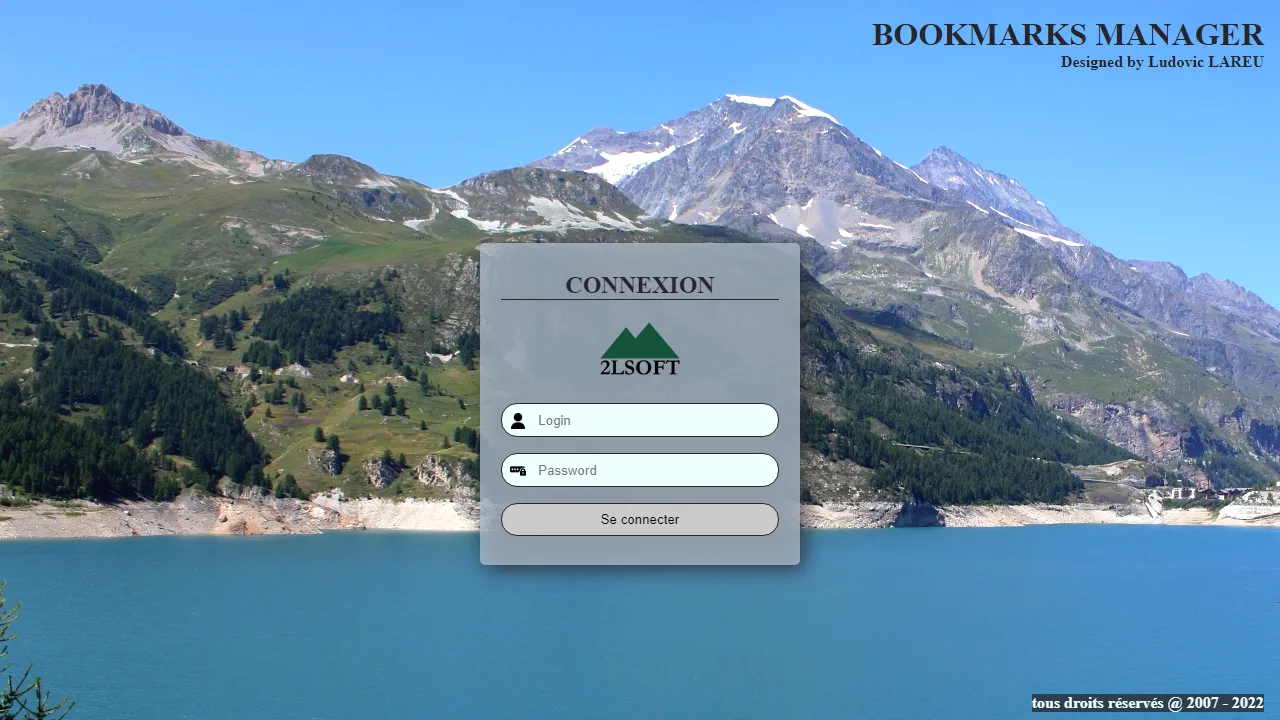 BOOKMARKS MANAGER
Designed by Ludovic LAREU
CONNEXION
2LSOFT
Login
Password
Se connecter
tous droits réservés @ 2007 - 2022